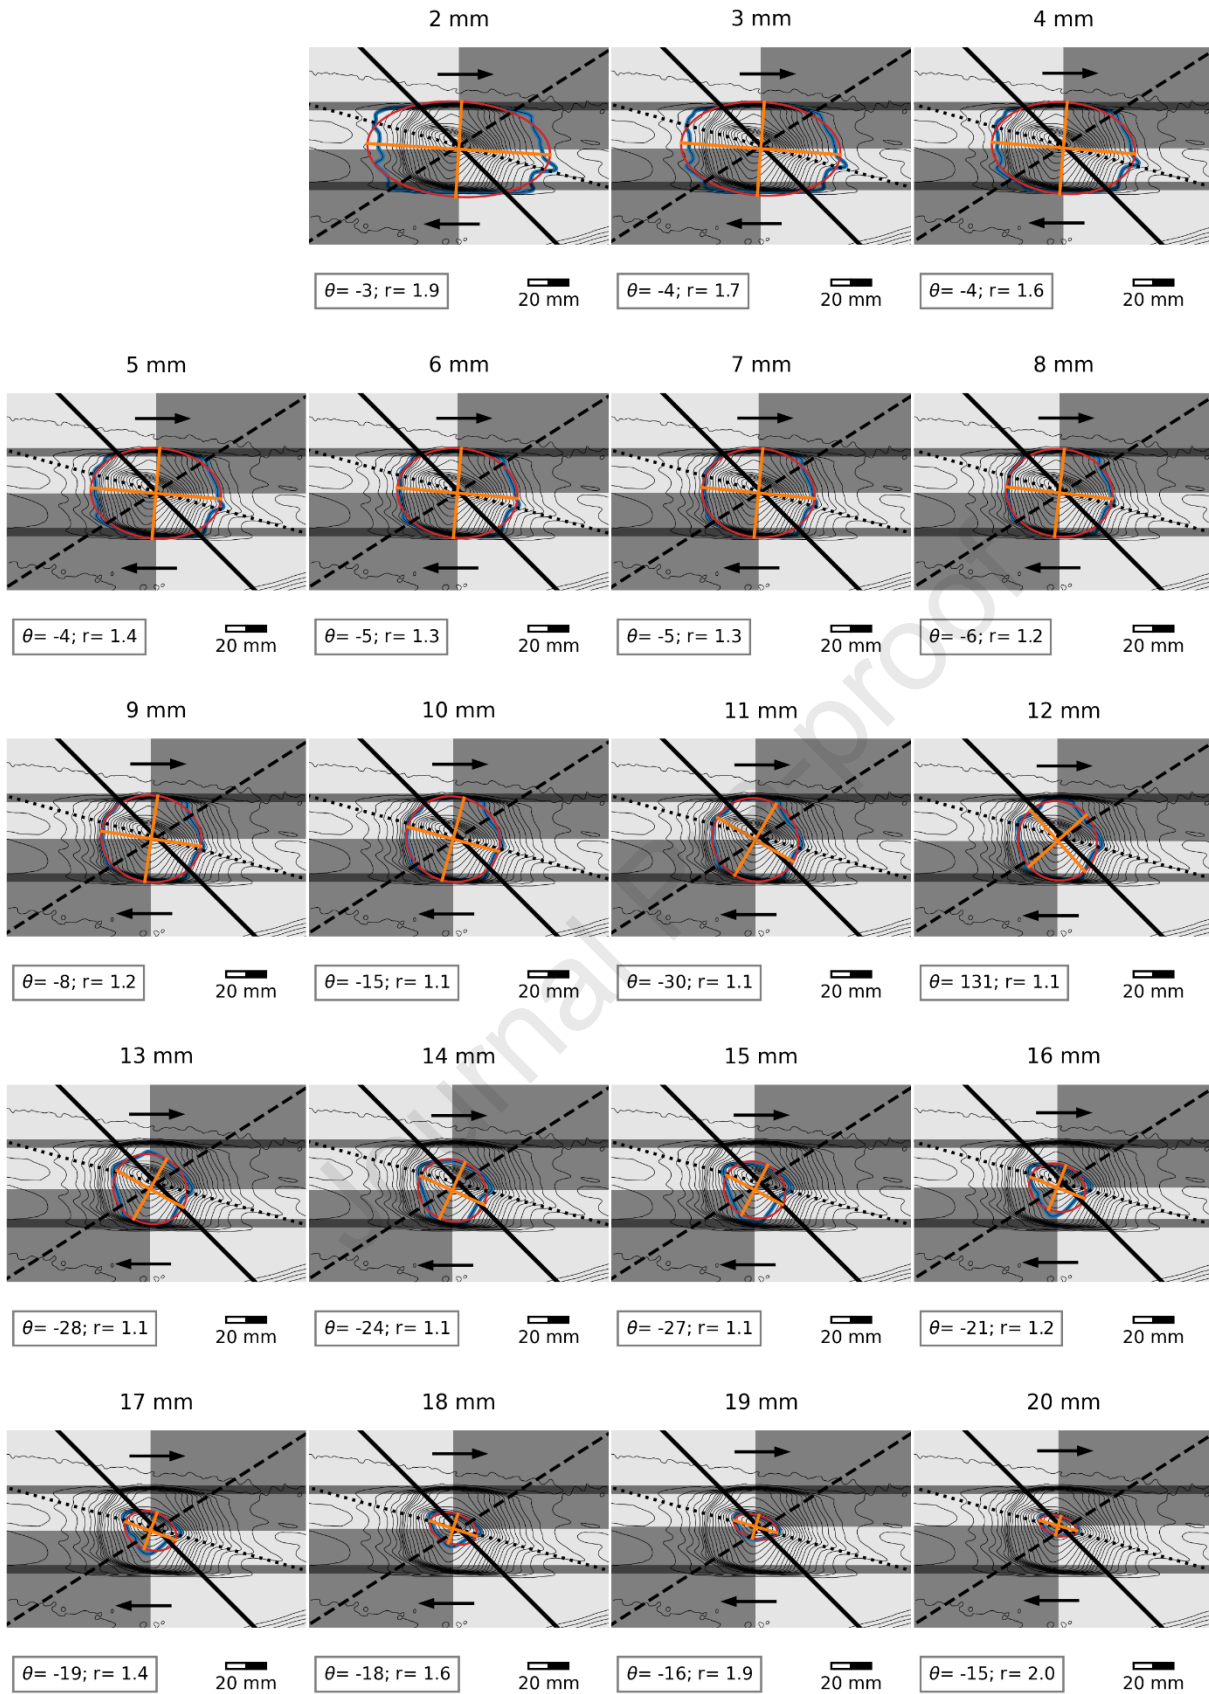 2 mm 3 mm 4 mm
θ= -3; r= 1.9 20 mm θ= -4; r= 1.7 20 mm θ= -4; r= 1.6 20 mm
5 mm 6 mm 7 mm 8 mm
θ= -4; r= 1.4 20 mm θ= -5; r= 1.3 20 mm θ= -5; r= 1.3 20 mm θ= -6; r= 1.2 20 mm
9 mm 10 mm 11 mm 12 mm
θ= -8; r= 1.2 20 mm θ= -15; r= 1.1 20 mm θ= -30; r= 1.1 20 mm θ= 131; r= 1.1 20 mm
13 mm 14 mm 15 mm 16 mm
θ= -28; r= 1.1 20 mm θ= -24; r= 1.1 20 mm θ= -27; r= 1.1 20 mm θ= -21; r= 1.2 20 mm
17 mm 18 mm 19 mm 20 mm
θ= -19; r= 1.4 20 mm θ= -18; r= 1.6 20 mm θ= -16; r= 1.9 20 mm θ= -15; r= 2.0 20 mm
Journal Pre-proof